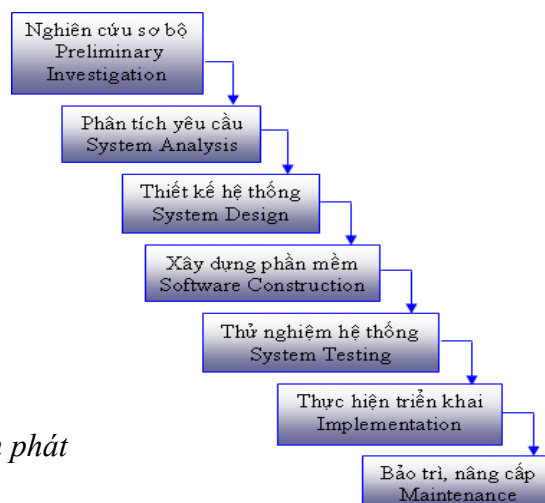 Nghiên cứu sơ bộ
Preliminary
Investigation
Phân tích yêu cầu
System Analysis
Thiết kế hệ thống
System Design
Xây dựng phần mềm
Software Construction
Thử nghiệm hệ thống
System Testing
Thực hiện triển khai
Implementation
phát
Bảo trì, nâng cấp
Maintenance